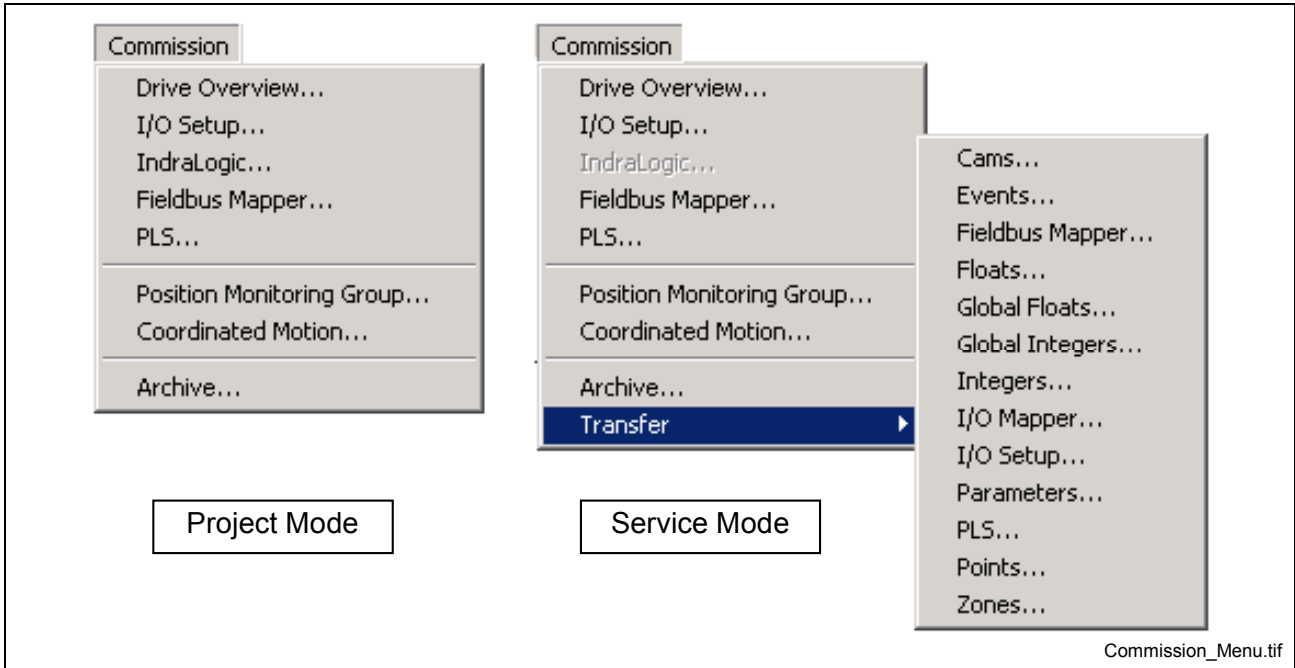 Commission
Drive Overview...
I/O Setup...
IndraLogic...
Fieldbus Mapper...
PLS...
Position Monitoring Group...
Coordinated Motion...
Archive...
Project Mode
Commission
Drive Overview...
I/O Setup...
IndraLogic...
Fieldbus Mapper...
PLS...
Position Monitoring Group...
Coordinated Motion...
Archive...
Transfer
Service Mode
Cams...
Events...
Fieldbus Mapper...
Floats...
Global Floats...
Global Integers...
Integers...
I/O Mapper...
I/O Setup...
Parameters...
PLS...
Points...
Zones...
Commission_Menu.tif